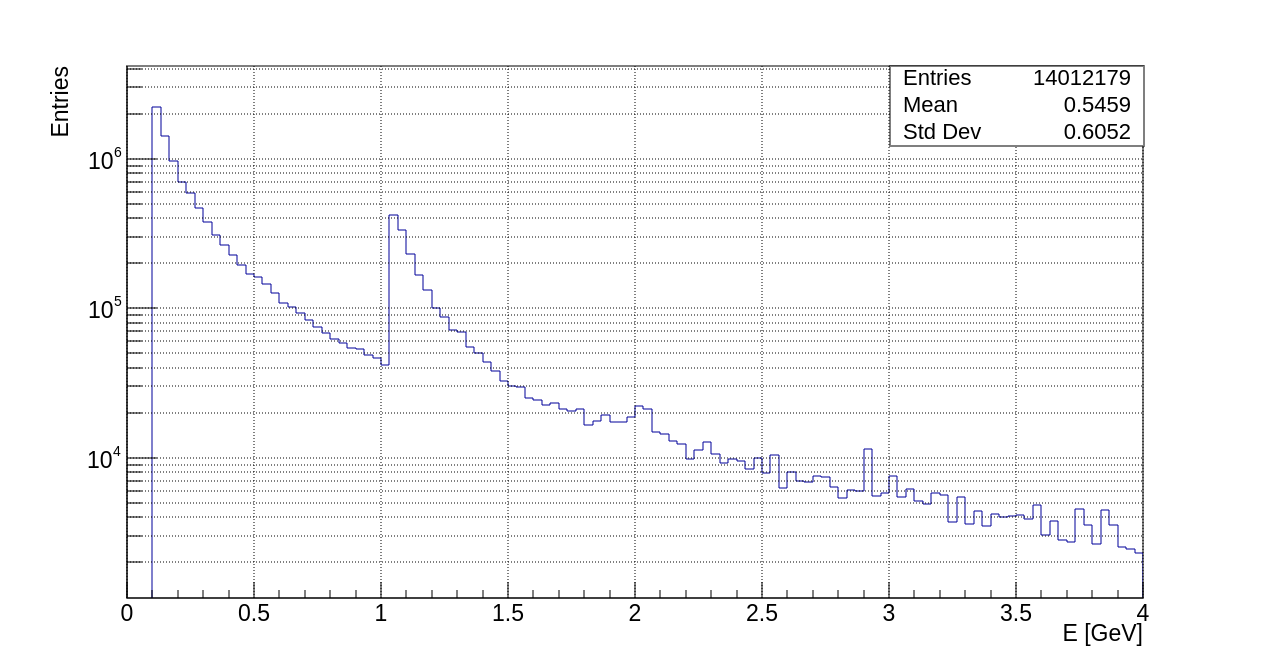 Entries
Entries 14012179
Mean 0.5459
Std Dev 0.6052
10^6
10^5
10^4
0 0.5 1 1.5 2 2.5 3 3.5 4
E [GeV]